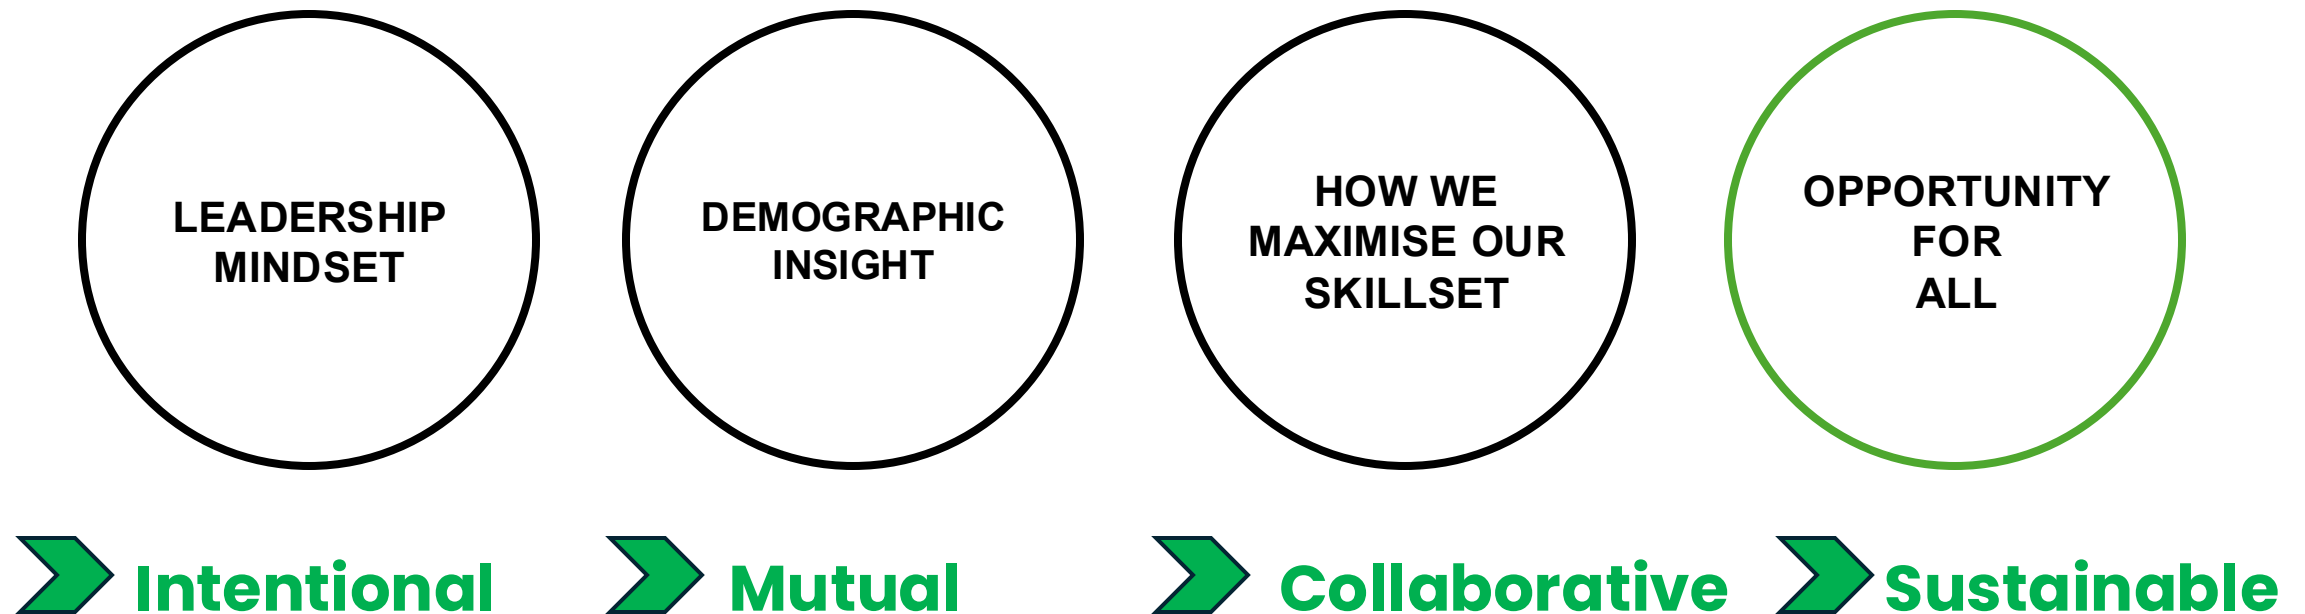 LEADERSHIP
MINDSET
DEMOGRAPHIC
INSIGHT
HOW WE
MAXIMISE OUR
SKILLSET
OPPORTUNITY
FOR
ALL
Intentional
Mutual
Collaborative
Sustainable